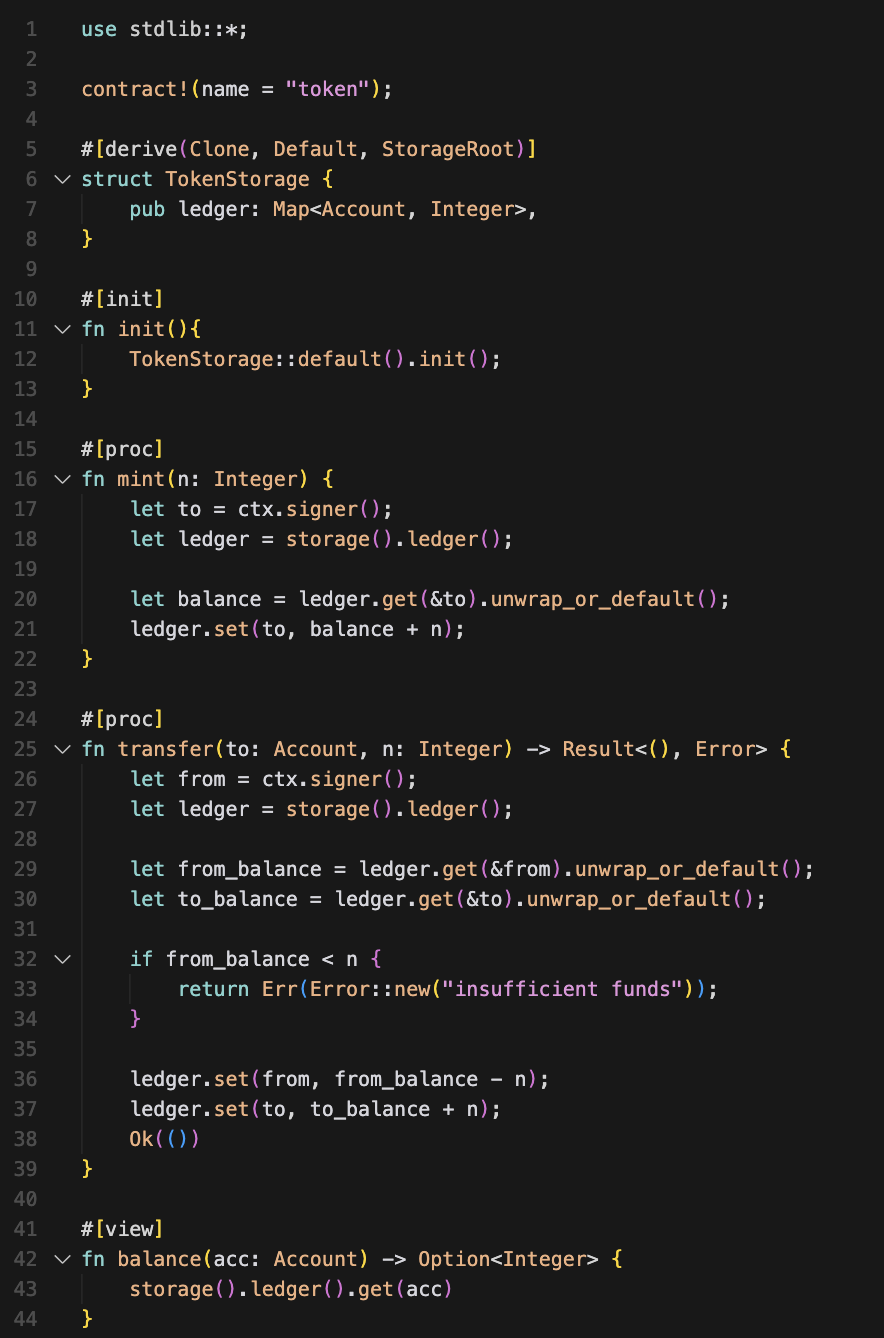 1 use stdlib::*;
2
3 contract!(name = "token");
4
5 #[derive(Clone, Default, StorageRoot)]
6 struct TokenStorage {
7     pub ledger: Map<Account, Integer>,
8 }
9
10 #[init]
11 fn init(){
12     TokenStorage::default().init();
13 }
14
15 #[proc]
16 fn mint(n: Integer) {
17     let to = ctx.signer();
18     let ledger = storage().ledger();
19
20     let balance = ledger.get(&to).unwrap_or_default();
21     ledger.set(to, balance + n);
22 }
23
24 #[proc]
25 fn transfer(to: Account, n: Integer) -> Result<(), Error> {
26     let from = ctx.signer();
27     let ledger = storage().ledger();
28
29     let from_balance = ledger.get(&from).unwrap_or_default();
30     let to_balance = ledger.get(&to).unwrap_or_default();
31
32     if from_balance < n {
33         return Err(Error::new("insufficient funds"));
34     }
35
36     ledger.set(from, from_balance - n);
37     ledger.set(to, to_balance + n);
38     Ok(())
39 }
40
41 #[view]
42 fn balance(acc: Account) -> Option<Integer> {
43     storage().ledger().get(acc)
44 }